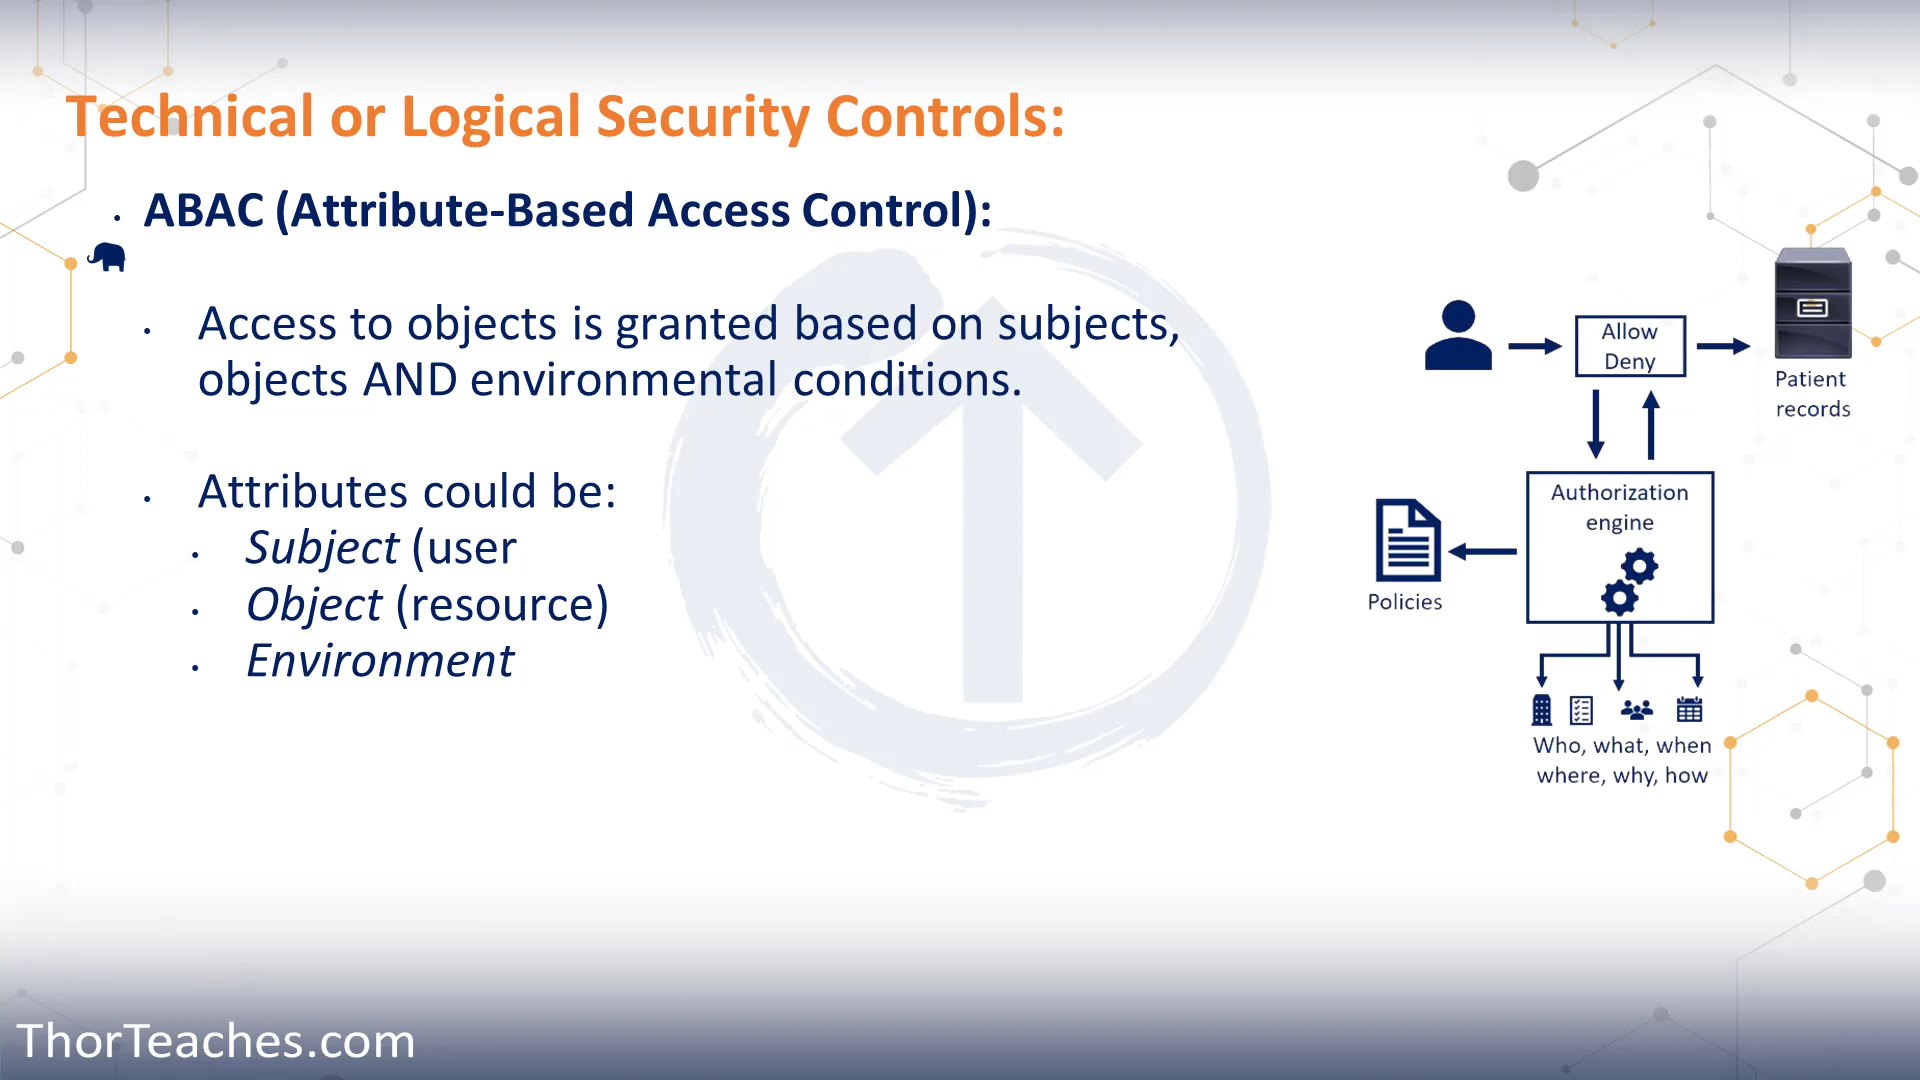 Technical or Logical Security Controls:
• ABAC (Attribute-Based Access Control):
• Access to objects is granted based on subjects,
objects AND environmental conditions.
• Attributes could be:
• Subject (user
• Object (resource)
• Environment
Allow
Deny
Patient
records
Authorization
engine
Policies
Who, what, when
where, why, how
ThorTeaches.com